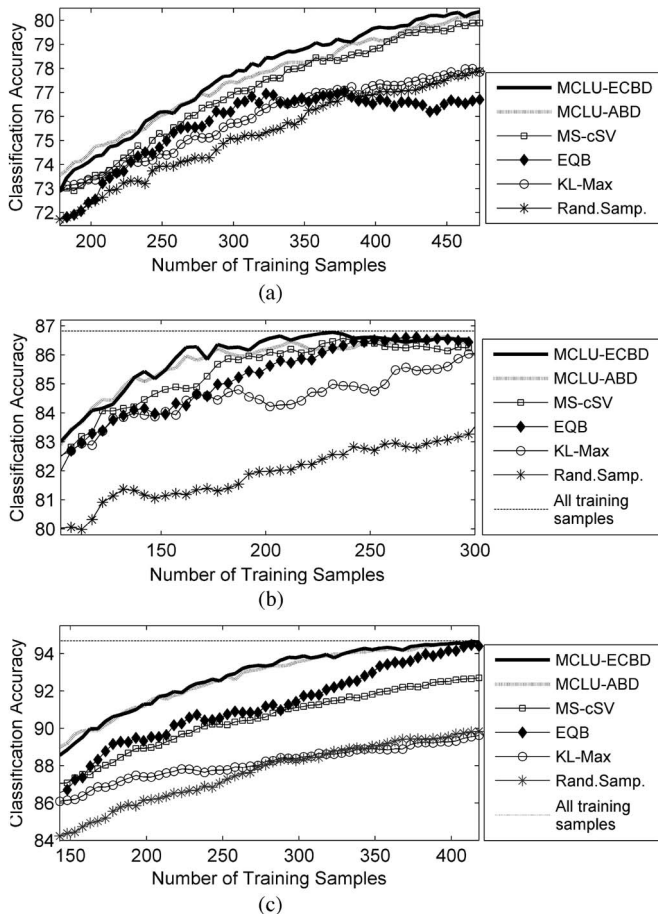 80
79
78
77
76
75
74
73
72
Classification Accuracy
200 250 300 350 400 450
Number of Training Samples
MCLU-ECBD
MCLU-ABD
MS-cSV
EQB
KL-Max
Rand.Samp.
(a)
87
86
85
84
83
82
81
80
Classification Accuracy
150 200 250 300
Number of Training Samples
MCLU-ECBD
MCLU-ABD
MS-cSV
EQB
KL-Max
Rand.Samp.
All training
samples
(b)
94
92
90
88
86
84
Classification Accuracy
150 200 250 300 350 400
Number of Training Samples
MCLU-ECBD
MCLU-ABD
MS-cSV
EQB
KL-Max
Rand.Samp.
All training
samples
(c)